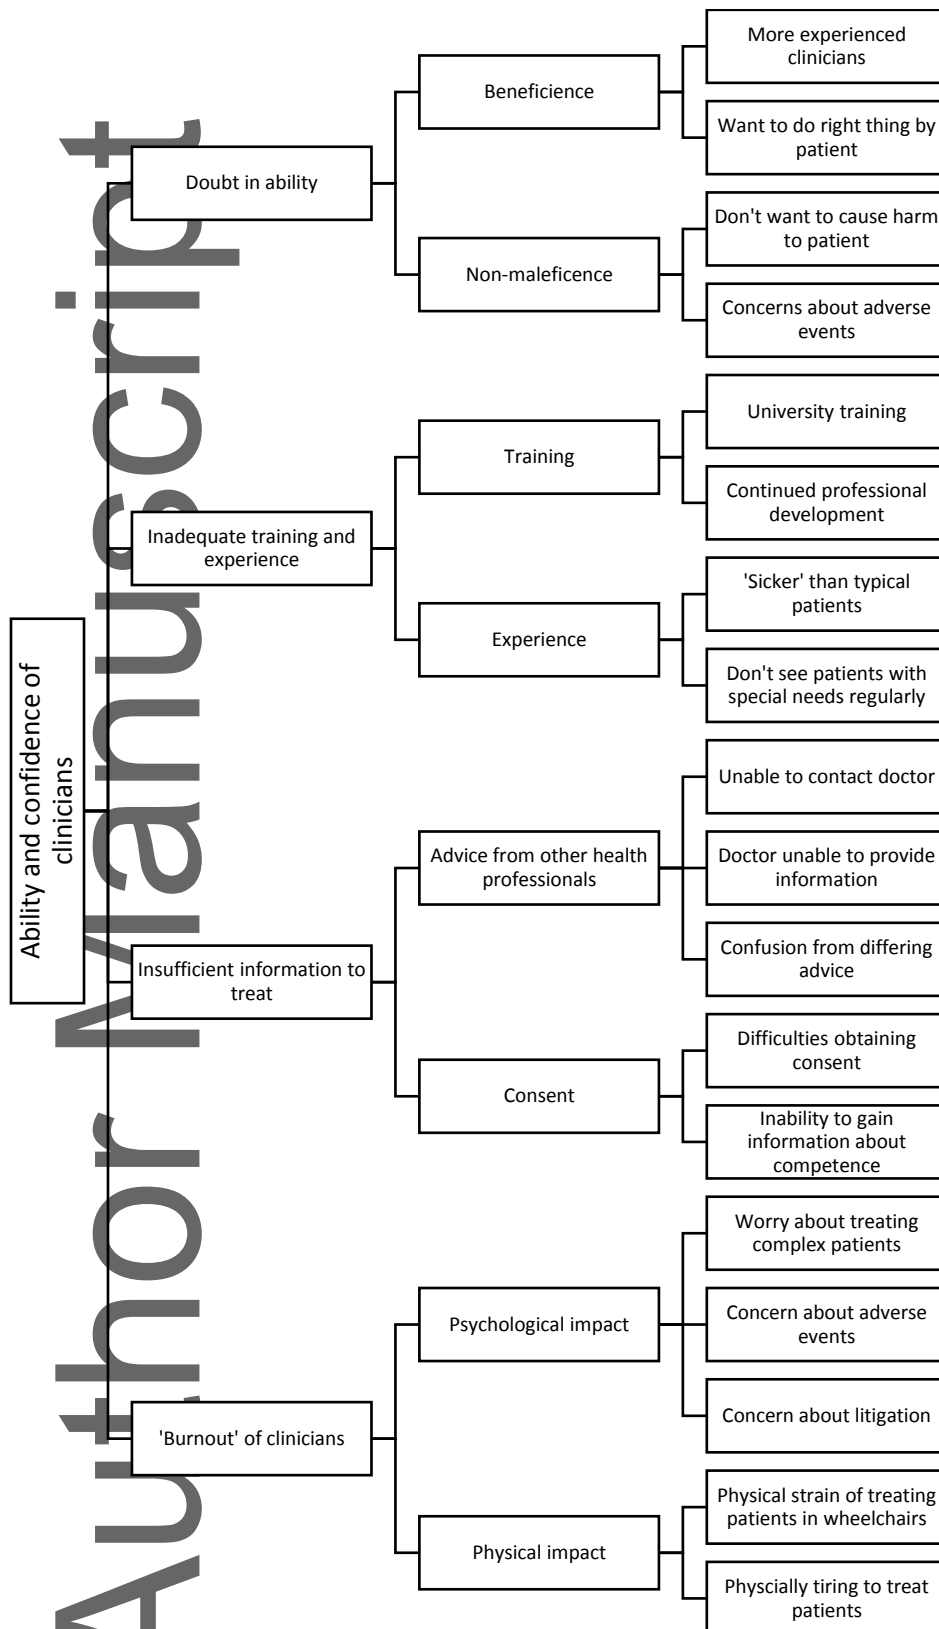 Author Manuscript
Ability and confidence of
clinicians
Doubt in ability
Beneficience
More experienced
clinicians
Want to do right thing by
patient
Non-maleficence
Don't want to cause harm
to patient
Concerns about adverse
events
Inadequate training and
experience
Training
University training
Continued professional
development
Experience
'Sicker' than typical
patients
Don't see patients with
special needs regularly
Insufficient information to
treat
Advice from other health
professionals
Unable to contact doctor
Doctor unable to provide
information
Confusion from differing
advice
Consent
Difficulties obtaining
consent
Inability to gain
information about
competence
'Burnout' of clinicians
Psychological impact
Worry about treating
complex patients
Concern about adverse
events
Concern about litigation
Physical impact
Physical strain of treating
patients in wheelchairs
Physcially tiring to treat
patients